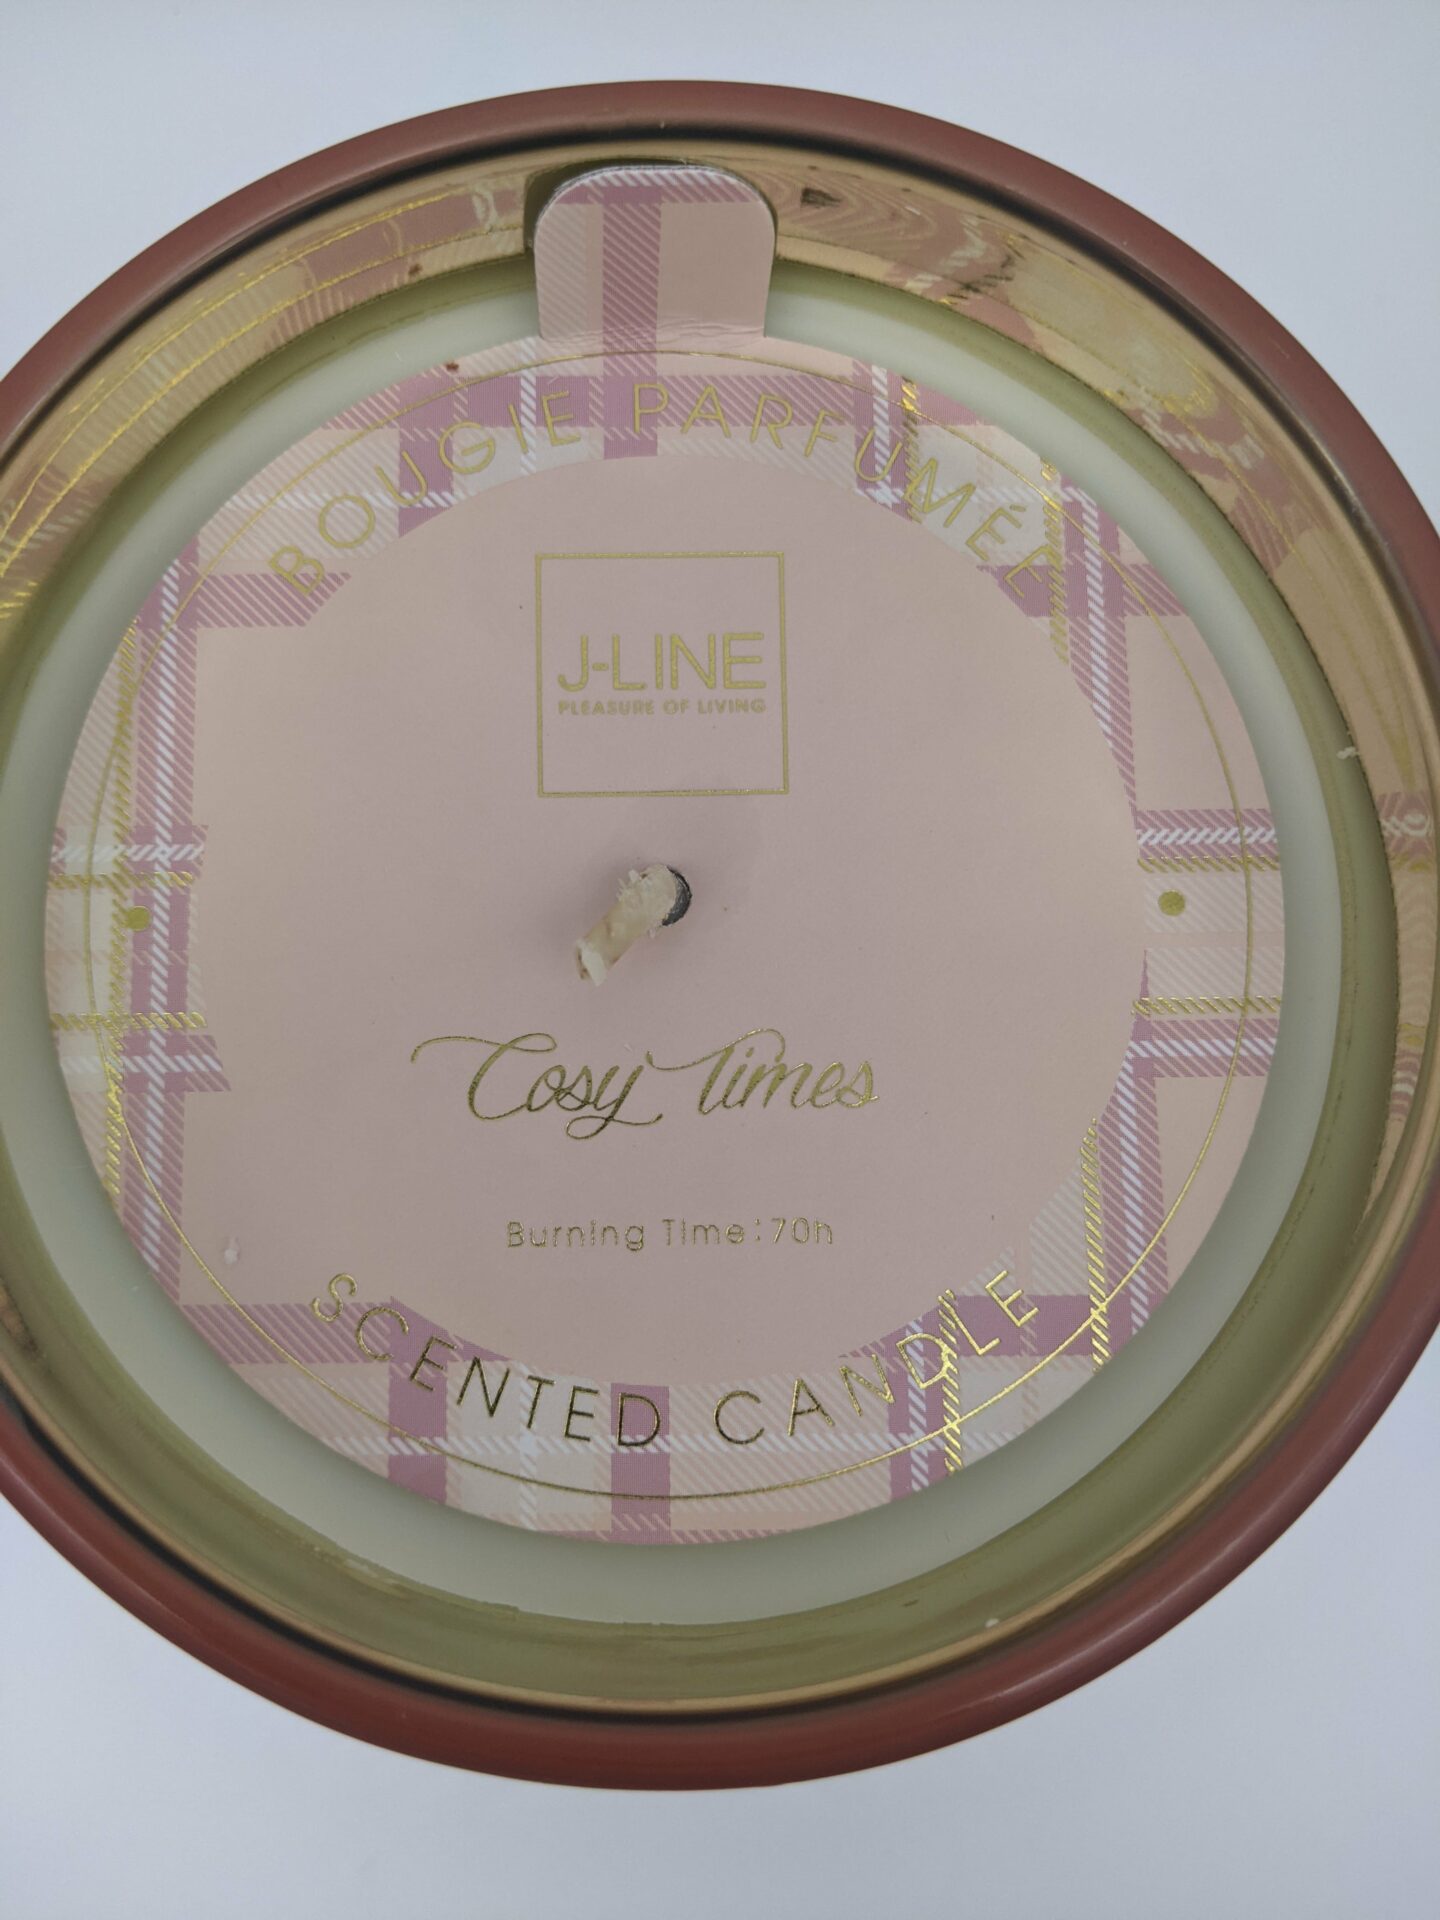 BOUGIE PARFUMÉE
J-LINE
PLEASURE OF LIVING
Cosy Times
Burning Time:70h
SCENTED CANDLE